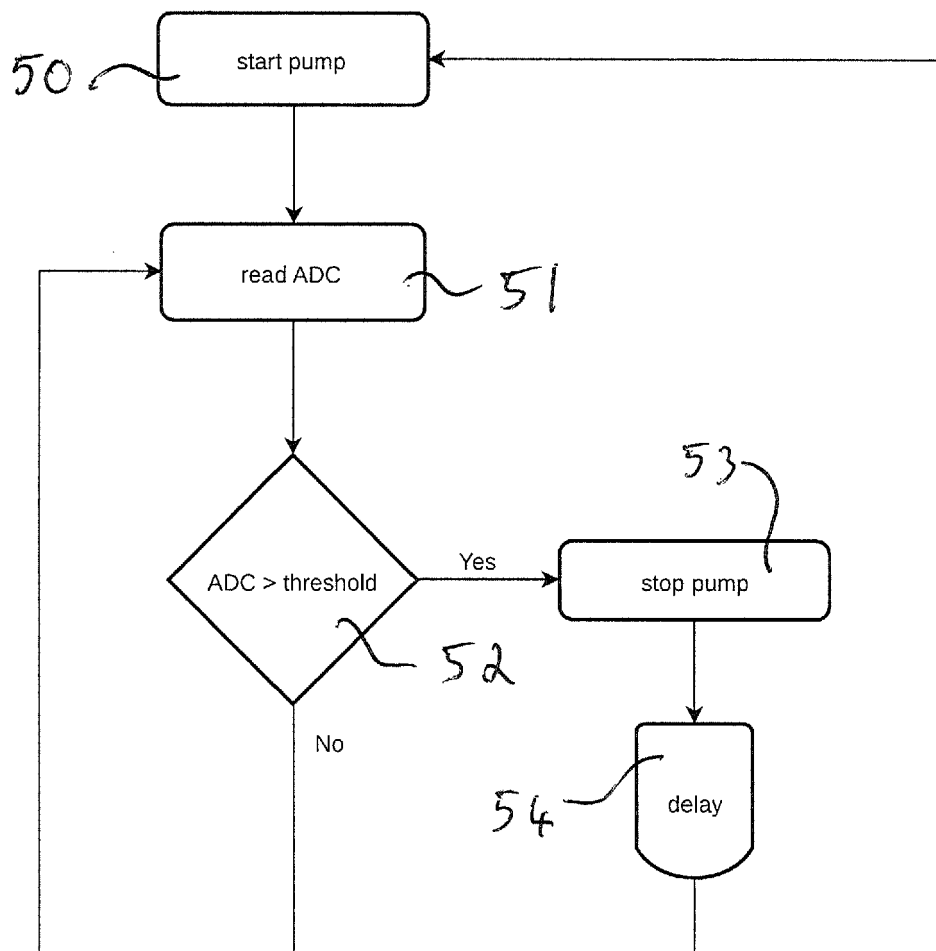 50
start pump
read ADC
51
53
ADC > threshold
Yes
stop pump
52
No
54
delay